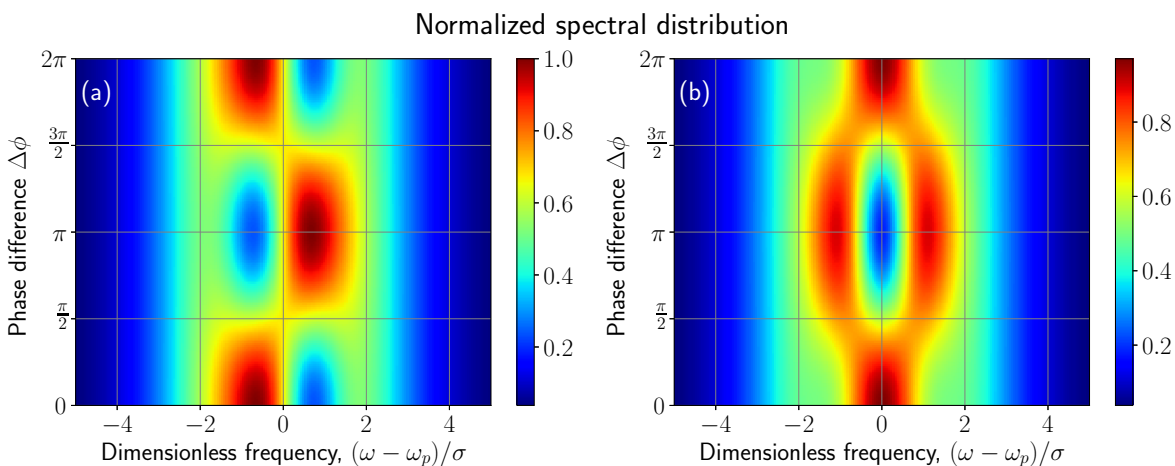 Normalized spectral distribution
(a)
Phase difference Δϕ
2π
3π/2
π
π/2
0
−4 −2 0 2 4
Dimensionless frequency, (ω − ωₚ)/σ
1.0
0.8
0.6
0.4
0.2
(b)
Phase difference Δϕ
2π
3π/2
π
π/2
0
−4 −2 0 2 4
Dimensionless frequency, (ω − ωₚ)/σ
0.8
0.6
0.4
0.2